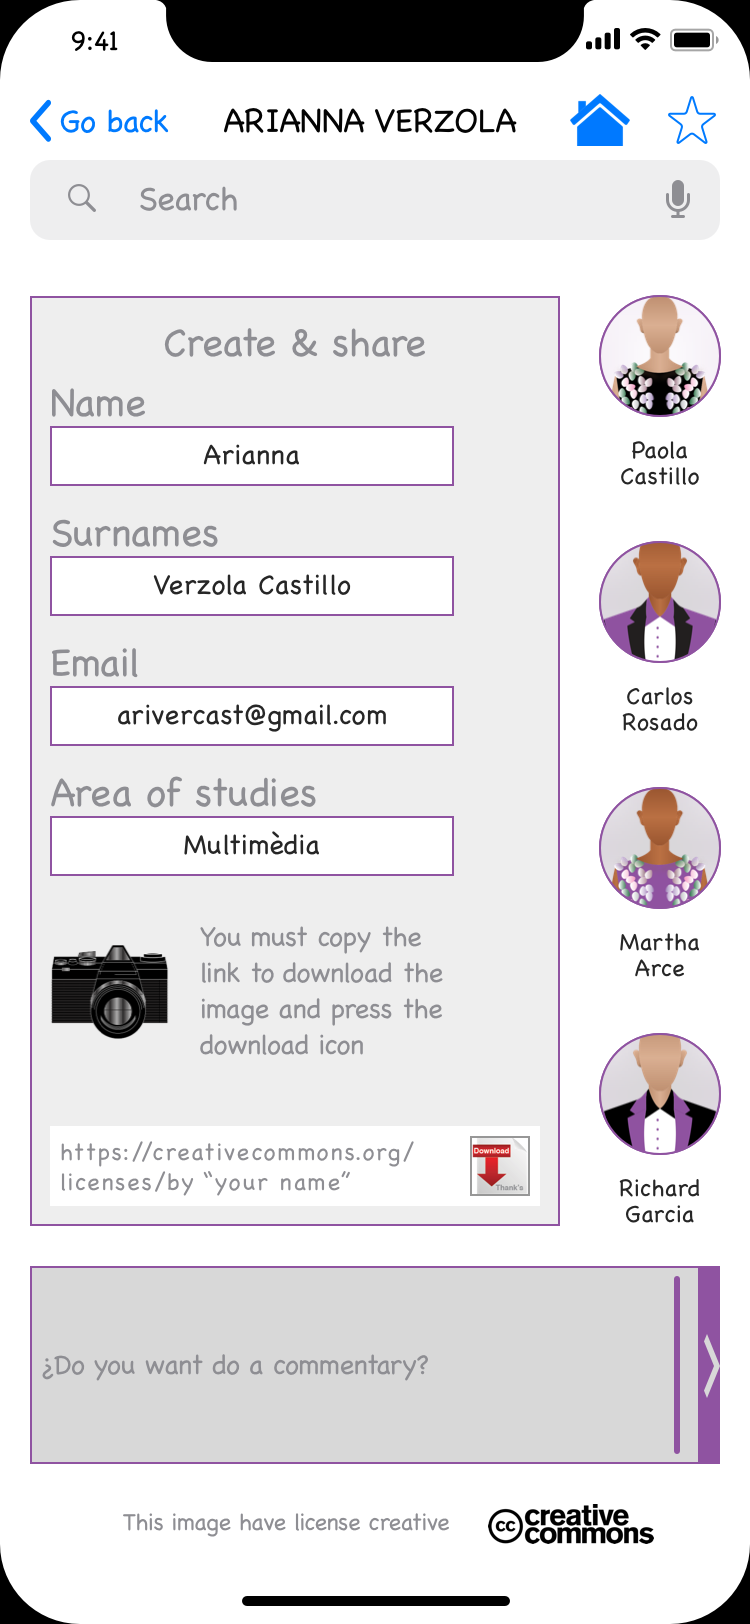 9:41
Go back
ARIANNA VERZOLA
Search
Create & share
Name
Arianna
Surnames
Verzola Castillo
Email
arivercast@gmail.com
Area of studies
Multimèdia
You must copy the
link to download the
image and press the
download icon
https://creativecommons.org/
licenses/by “your name”
Download
Thank's
Paola
Castillo
Carlos
Rosado
Martha
Arce
Richard
Garcia
¿Do you want do a commentary?
This image have license creative
cc creative
commons